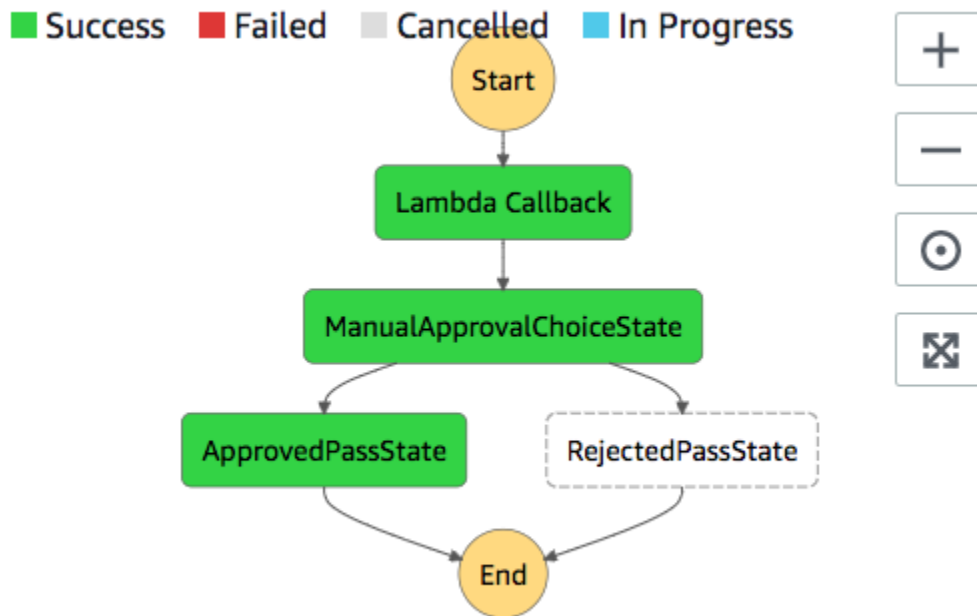 Success Failed Cancelled In Progress
Start
Lambda Callback
ManualApprovalChoiceState
ApprovedPassState RejectedPassState
End